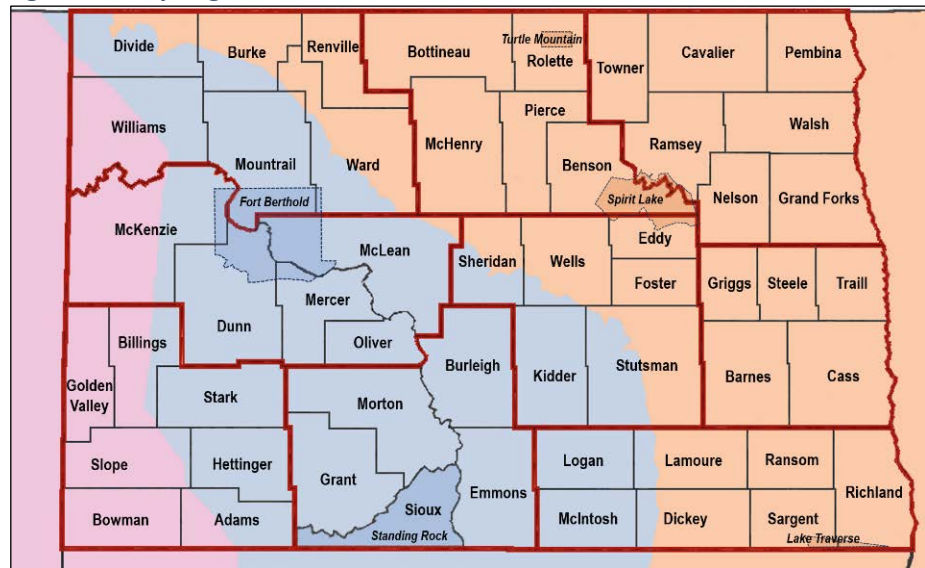 Divide
Burke
Renville
Bottineau
Turtle Mountain
Rolette
Towner
Cavalier
Pembina
Williams
Mountrail
Ward
McHenry
Pierce
Benson
Ramsey
Walsh
Nelson
Grand Forks
Spirit Lake
McKenzie
Fort Berthold
McLean
Sheridan
Wells
Eddy
Foster
Griggs
Steele
Traill
Dunn
Mercer
Oliver
Billings
Golden
Valley
Stark
Burleigh
Kidder
Stutsman
Barnes
Cass
Morton
Slope
Hettinger
Grant
Sioux
Emmons
Logan
Lamoure
Ransom
Richland
Bowman
Adams
Standing Rock
McIntosh
Dickey
Sargent
Lake Traverse